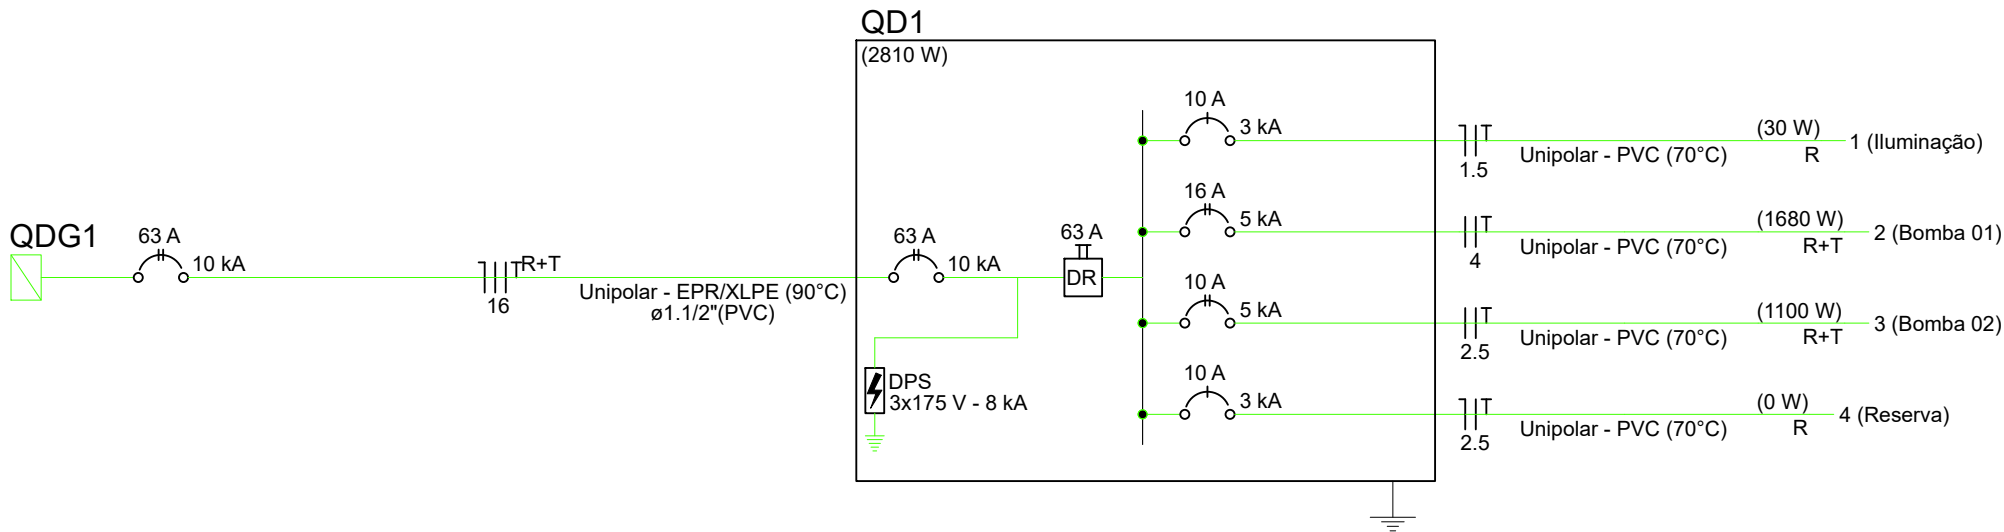 QD1
(2810 W)
QDG1
63 A
10 kA
R+T
16
Unipolar - EPR/XLPE (90°C)
ø1.1/2"(PVC)
63 A
10 kA
63 A
DR
DPS
3x175 V - 8 kA
10 A
3 kA
T
1.5
Unipolar - PVC (70°C)
(30 W)
R
1 (Iluminação)
16 A
5 kA
T
4
Unipolar - PVC (70°C)
(1680 W)
R+T
2 (Bomba 01)
10 A
5 kA
T
2.5
Unipolar - PVC (70°C)
(1100 W)
R+T
3 (Bomba 02)
10 A
3 kA
T
2.5
Unipolar - PVC (70°C)
(0 W)
R
4 (Reserva)